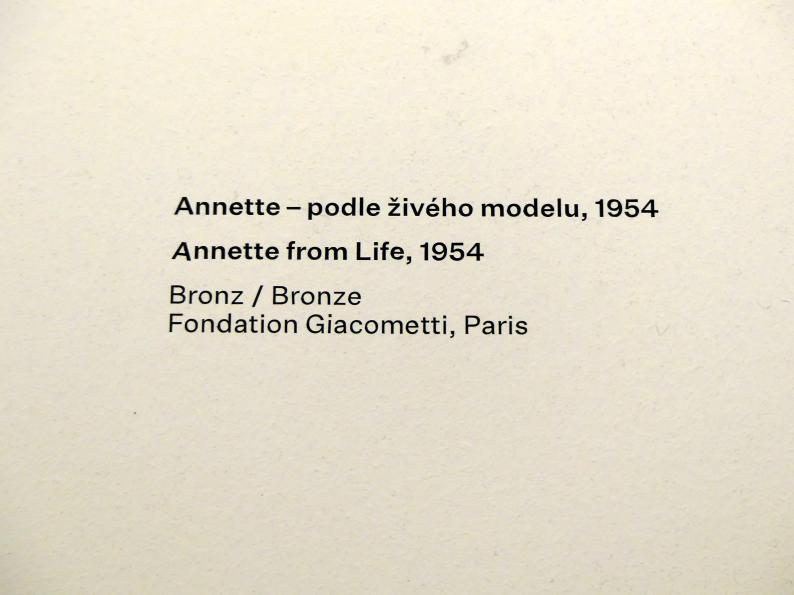 Annette – podle živého modelu, 1954
Annette from Life, 1954
Bronz / Bronze
Fondation Giacometti, Paris